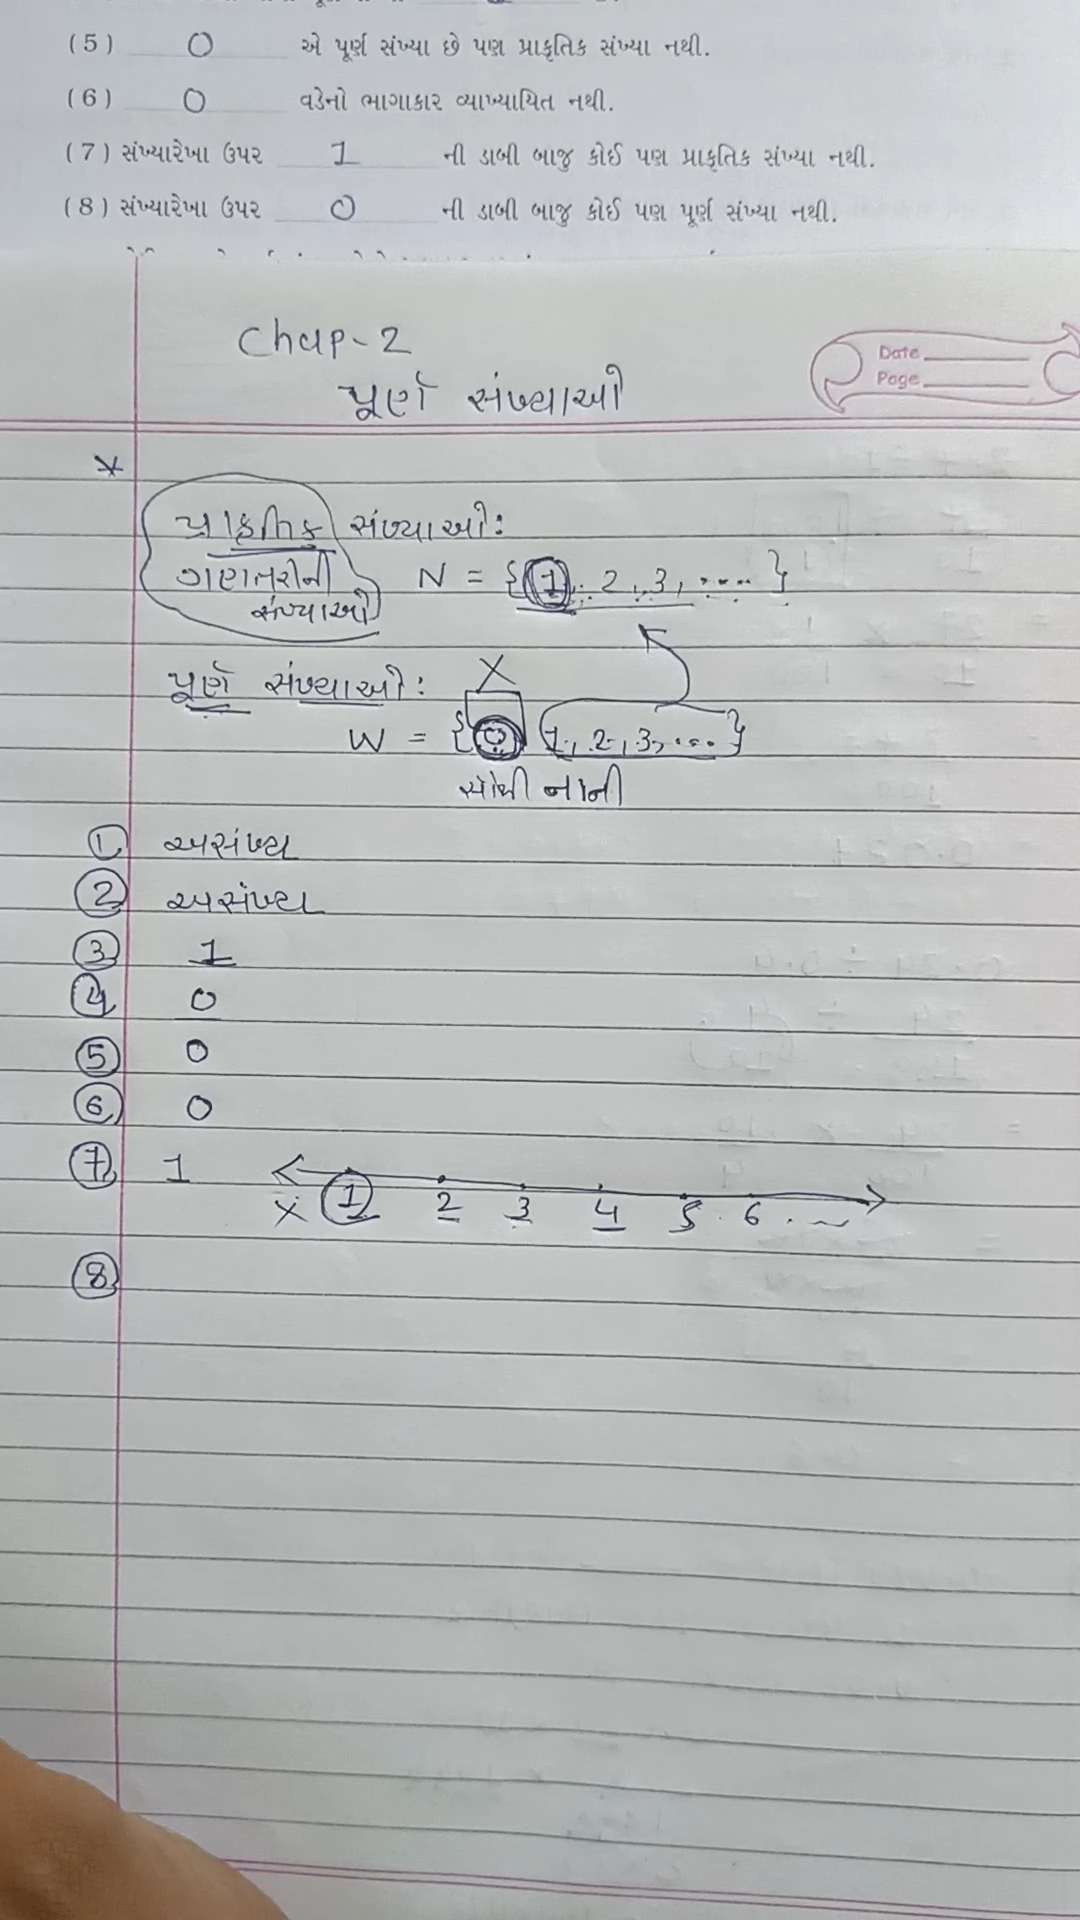 (5) 0 એ પૂર્ણ સંખ્યા છે પણ પ્રાકૃતિક સંખ્યા નથી.
(6) 0 વડેનો ભાગાકાર વ્યાખ્યાયિત નથી.
(7) સંખ્યારેખા ઉપર 1 ની ડાબી બાજુ કોઈ પણ પ્રાકૃતિક સંખ્યા નથી.
(8) સંખ્યારેખા ઉપર 0 ની ડાબી બાજુ કોઈ પણ પૂર્ણ સંખ્યા નથી.
Chap-2
Date
Page
પૂર્ણ સંખ્યાઓ
*
પ્રાકૃતિક સંખ્યાઓ:
ગણતરીની N = {1, 2, 3, .... }
સંખ્યાઓ
પૂર્ણ સંખ્યાઓ: X
W = {0, 1, 2, 3, .... }
સૌથી નાની
① અસંખ્ય
② અસંખ્ય
③ 1
④ 0
⑤ 0
⑥ 0
⑦ 1
X 1 2 3 4 5 6 ...
⑧